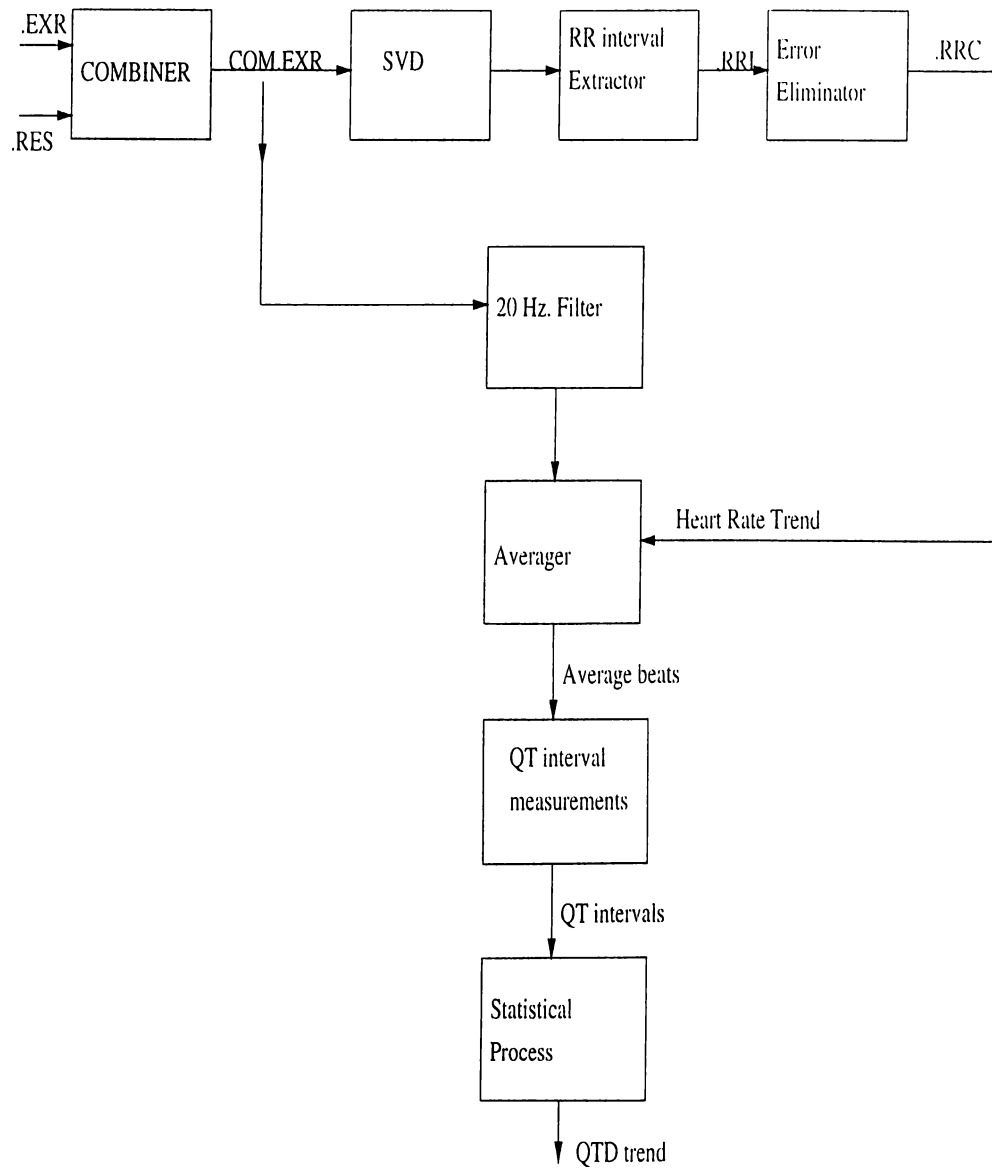 .EXR
.RES
COMBINER
COM.EXR
SVD
RR interval
Extractor
.RRI
Error
Eliminator
.RRC
20 Hz. Filter
Averager
Heart Rate Trend
Average beats
QT interval
measurements
QT intervals
Statistical
Process
QTD trend